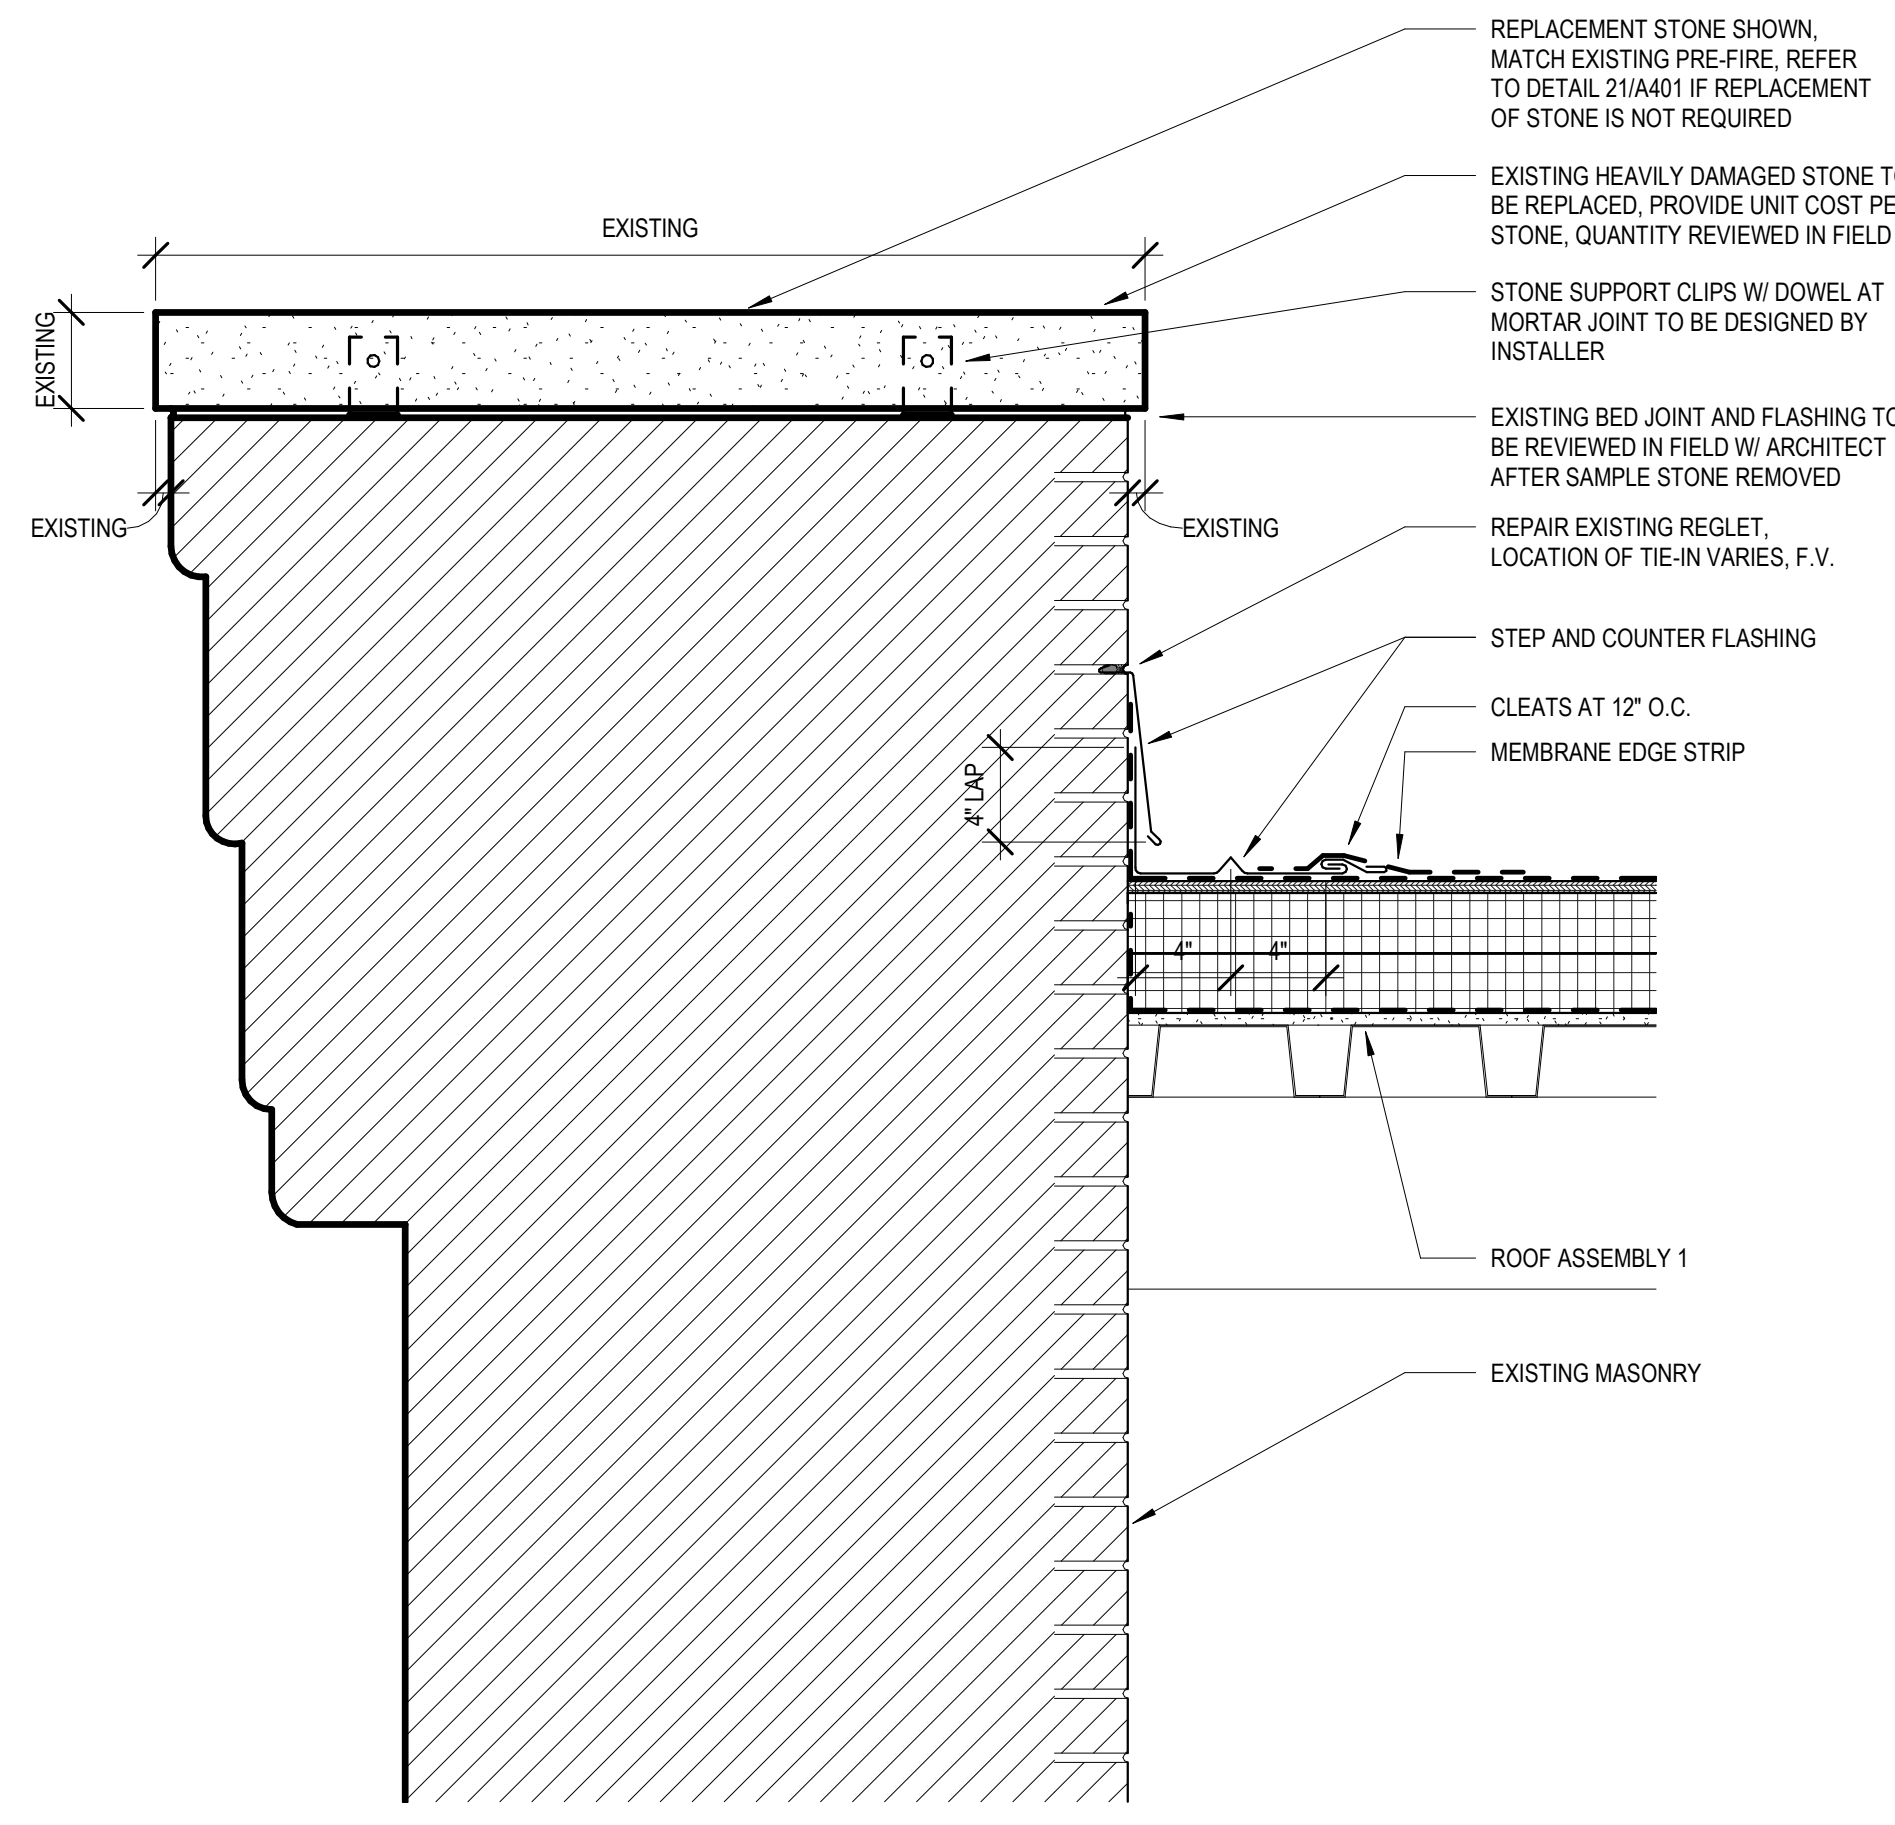 REPLACEMENT STONE SHOWN,
MATCH EXISTING PRE-FIRE, REFER
TO DETAIL 21/A401 IF REPLACEMENT
OF STONE IS NOT REQUIRED
EXISTING HEAVILY DAMAGED STONE
BE REPLACED, PROVIDE UNIT COST
STONE, QUANTITY REVIEWED IN FIELD
EXISTING
EXISTING
STONE SUPPORT CLIPS W/ DOWEL AT
MORTAR JOINT TO BE DESIGNED BY
INSTALLER
EXISTING BED JOINT AND FLASHING
BE REVIEWED IN FIELD W/ ARCHITECT
AFTER SAMPLE STONE REMOVED
EXISTING
EXISTING
REPAIR EXISTING REGLET,
LOCATION OF TIE-IN VARIES, F.V.
STEP AND COUNTER FLASHING
CLEATS AT 12" O.C.
MEMBRANE EDGE STRIP
4" LAP
4"
4"
ROOF ASSEMBLY 1
EXISTING MASONRY